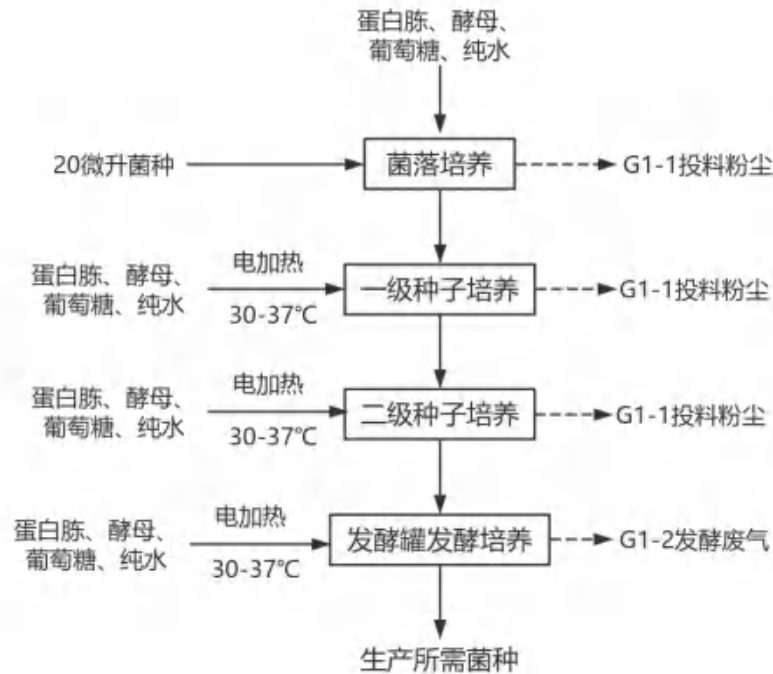 蛋白胨、酵母、
葡萄糖、纯水
20微升菌种
菌落培养
G1-1投料粉尘
蛋白胨、酵母、
葡萄糖、纯水
电加热
30-37℃
一级种子培养
G1-1投料粉尘
蛋白胨、酵母、
葡萄糖、纯水
电加热
30-37℃
二级种子培养
G1-1投料粉尘
蛋白胨、酵母、
葡萄糖、纯水
电加热
30-37℃
发酵罐发酵培养
G1-2发酵废气
生产所需菌种